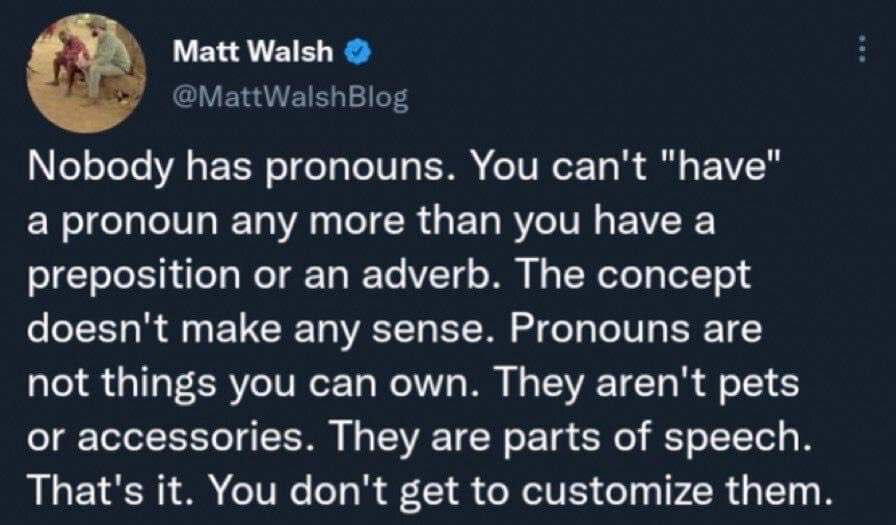 Matt Walsh
@MattWalshBlog
Nobody has pronouns. You can't "have"
a pronoun any more than you have a
preposition or an adverb. The concept
doesn't make any sense. Pronouns are
not things you can own. They aren't pets
or accessories. They are parts of speech.
That's it. You don't get to customize them.